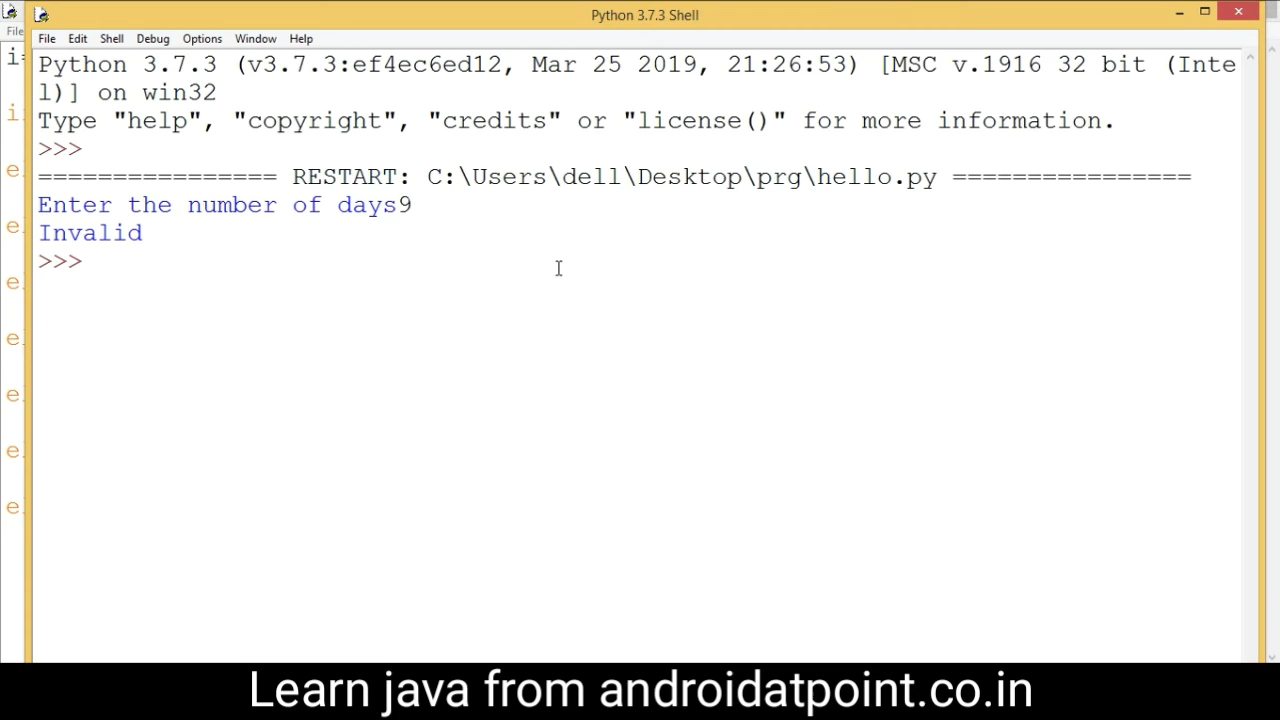 Python 3.7.3 Shell
File
File Edit Shell Debug Options Window Help
i=
Python 3.7.3 (v3.7.3:ef4ec6ed12, Mar 25 2019, 21:26:53) [MSC v.1916 32 bit (Inte
l)] on win32
i
Type "help", "copyright", "credits" or "license()" for more information.
>>>
e
================ RESTART: C:\Users\dell\Desktop\prg\hello.py ================
Enter the number of days9
e
Invalid
>>>
e
e
e
e
e
Learn java from androidatpoint.co.in